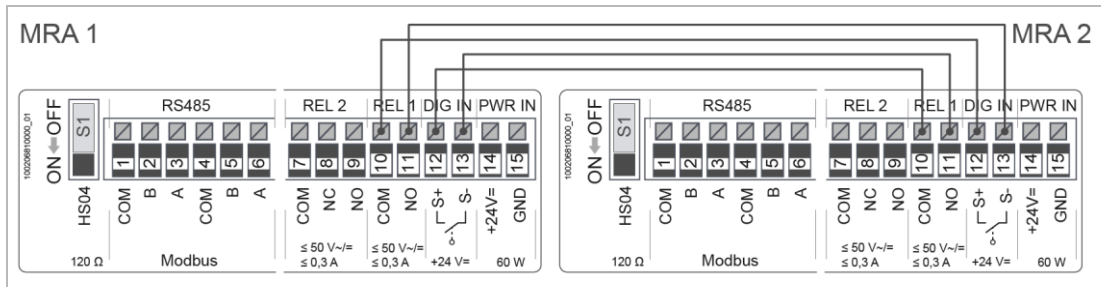 MRA 1 MRA 2
RS485 REL 2 REL 1 DIG IN PWR IN RS485 REL 2 REL 1 DIG IN PWR IN
100206810000_01 ON OFF S1 100206810000_01 ON OFF S1
1 2 3 4 5 6 7 8 9 10 11 12 13 14 15 1 2 3 4 5 6 7 8 9 10 11 12 13 14 15
HS04 COM B A COM B A COM NC NO COM NO S+ S- +24V= GND HS04 COM B A COM B A COM NC NO COM NO S+ S- +24V= GND
≤ 50 V~/= ≤ 50 V~/= ≤ 50 V~/= ≤ 50 V~/=
120 Ω Modbus ≤ 0,3 A ≤ 0,3 A +24 V= 60 W 120 Ω Modbus ≤ 0,3 A ≤ 0,3 A +24 V= 60 W